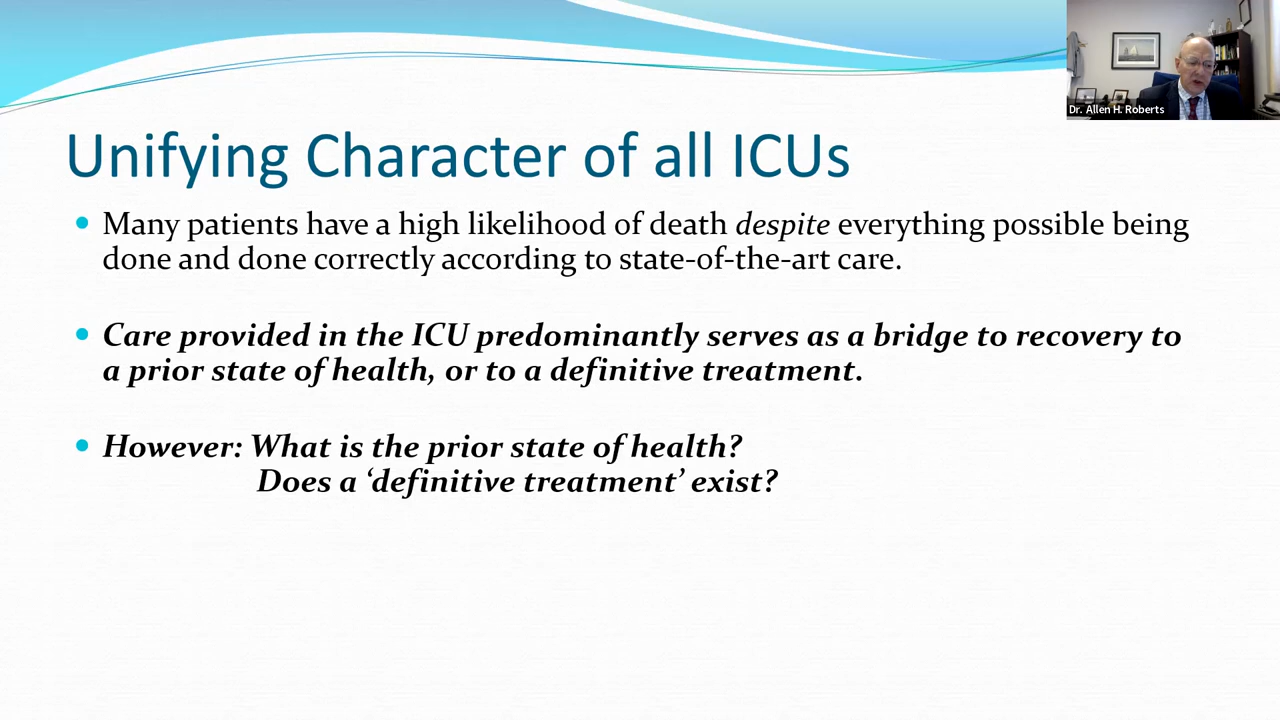 Dr. Allen H. Roberts
Unifying Character of all ICUs
• Many patients have a high likelihood of death despite everything possible being
done and done correctly according to state-of-the-art care.
• Care provided in the ICU predominantly serves as a bridge to recovery to
a prior state of health, or to a definitive treatment.
• However: What is the prior state of health?
Does a ‘definitive treatment’ exist?